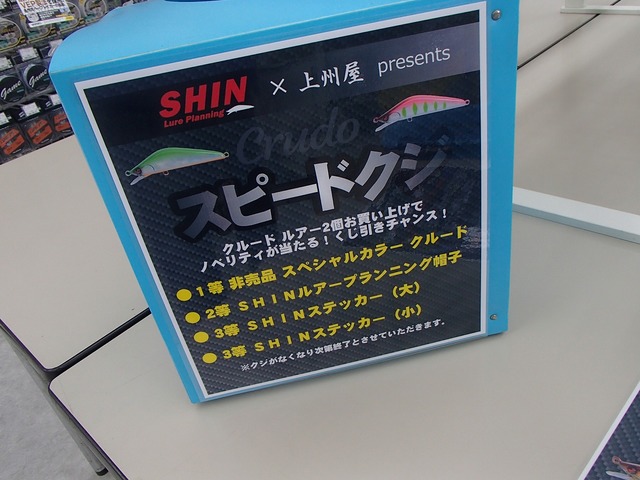 SHIN × 上州屋 presents
Lure Planning
Crudo
スピードクジ
クルード ルアー2個お買い上げで
ノベリティが当たる!くじ引きチャンス!
●1等 非売品 スペシャルカラー クルード
●2等 SHINルアープランニング帽子
●3等 SHINステッカー(大)
●3等 SHINステッカー(小)
※クジがなくなり次第終了とさせていただきます。